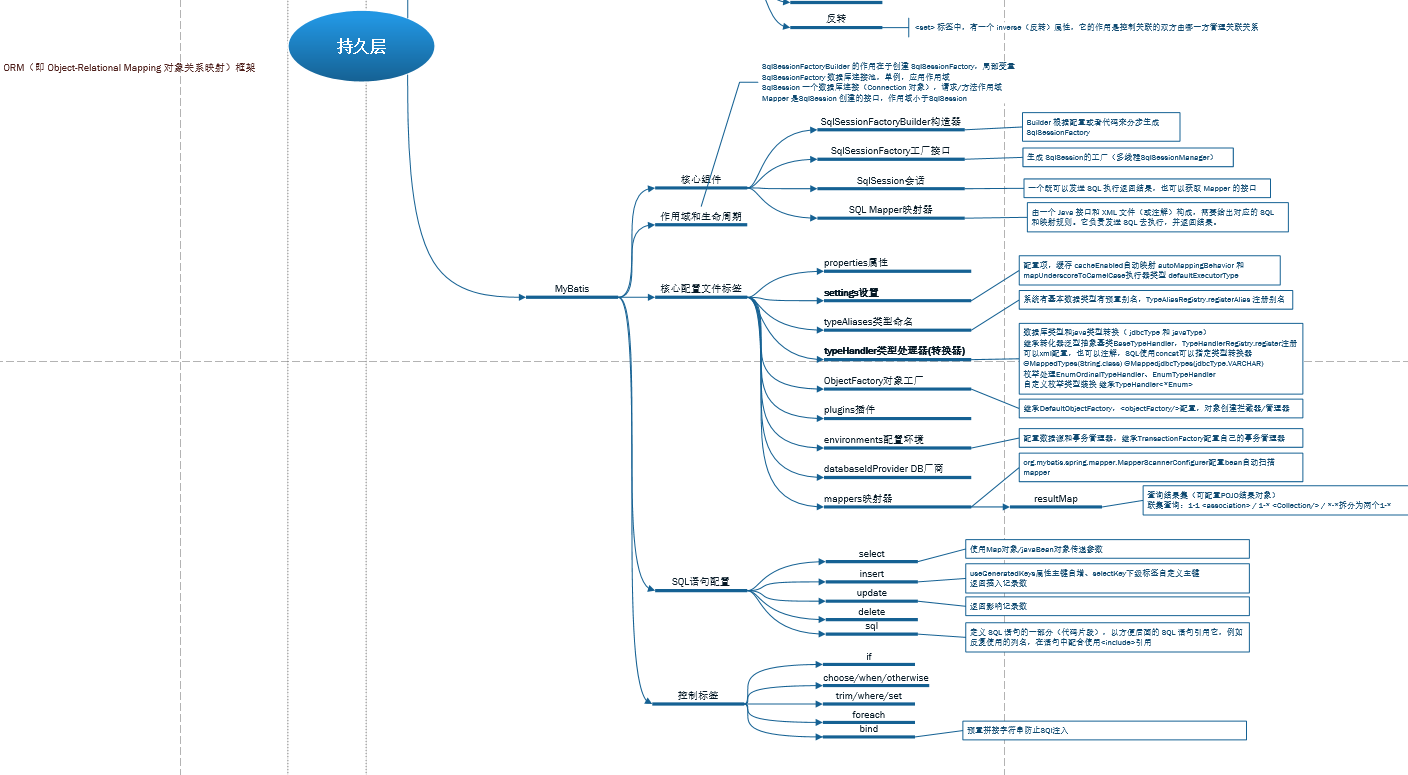 反转
<set> 标签中，有一个 inverse（反转）属性，它的作用是控制关联的双方由哪一方管理关联关系
持久层
ORM（即 Object-Relational Mapping 对象关系映射）框架
SqlSessionFactoryBuilder 的作用在于创建 SqlSessionFactory，局部变量
SqlSessionFactory 数据库连接池，单例，应用作用域
SqlSession 一个数据库连接（Connection 对象），请求/方法作用域
Mapper 是SqlSession 创建的接口，作用域小于SqlSession
SqlSessionFactoryBuilder构造器
Builder 根据配置或者代码来分步生成
SqlSessionFactory
SqlSessionFactory工厂接口
生成 SqlSession的工厂（多线程SqlSessionManager）
核心组件
SqlSession会话
一个既可以发送 SQL 执行返回结果，也可以获取 Mapper 的接口
作用域和生命周期
SQL Mapper映射器
由一个 Java 接口和 XML 文件（或注解）构成，需要给出对应的 SQL
和映射规则。它负责发送 SQL 去执行，并返回结果。
MyBatis
核心配置文件标签
properties属性
配置项，缓存 cacheEnabled自动映射 autoMappingBehavior 和
mapUnderscoreToCamelCase执行器类型 defaultExecutorType
settings设置
系统有基本数据类型有预置别名，TypeAliasRegistry.registerAlias 注册别名
typeAliases类型命名
数据库类型和java类型转换（ jdbcType 和 javaType）
继承转化器泛型抽象基类BaseTypeHandler，TypeHandlerRegistry.register注册
可以xml配置，也可以注解，SQL使用concat可以指定类型转换器
@MappedTypes(String.class) @MappedjdbcTypes(jdbcType.VARCHAR)
枚举处理EnumOrdinalTypeHandler、EnumTypeHandler
自定义枚举类型装换 继承TypeHandler<*Enum>
typeHandler类型处理器(转换器)
ObjectFactory对象工厂
继承DefaultObjectFactory，<objectFactory/>配置，对象创建拦截器/管理器
plugins插件
environments配置环境
配置数据源和事务管理器，继承TransactionFactory配置自己的事务管理器
databaseIdProvider DB厂商
org.mybatis.spring.mapper.MapperScannerConfigurer配置bean自动扫描
mapper
mappers映射器
resultMap
查询结果集（可配置POJO结果对象）
联集查询：1-1 <association> / 1-* <Collection/> / *-*拆分为两个1-*
SQL语句配置
select
使用Map对象/javaBean对象传递参数
insert
useGeneratedKeys属性主键自增、selectKey下级标签自定义主键
返回插入记录数
update
返回影响记录数
delete
sql
定义 SQL 语句的一部分（代码片段），以方便后面的 SQL 语句引用它，例如
反复使用的列名，在语句中配合使用<include>引用
控制标签
if
choose/when/otherwise
trim/where/set
foreach
bind
预置拼接字符串防止SQl注入